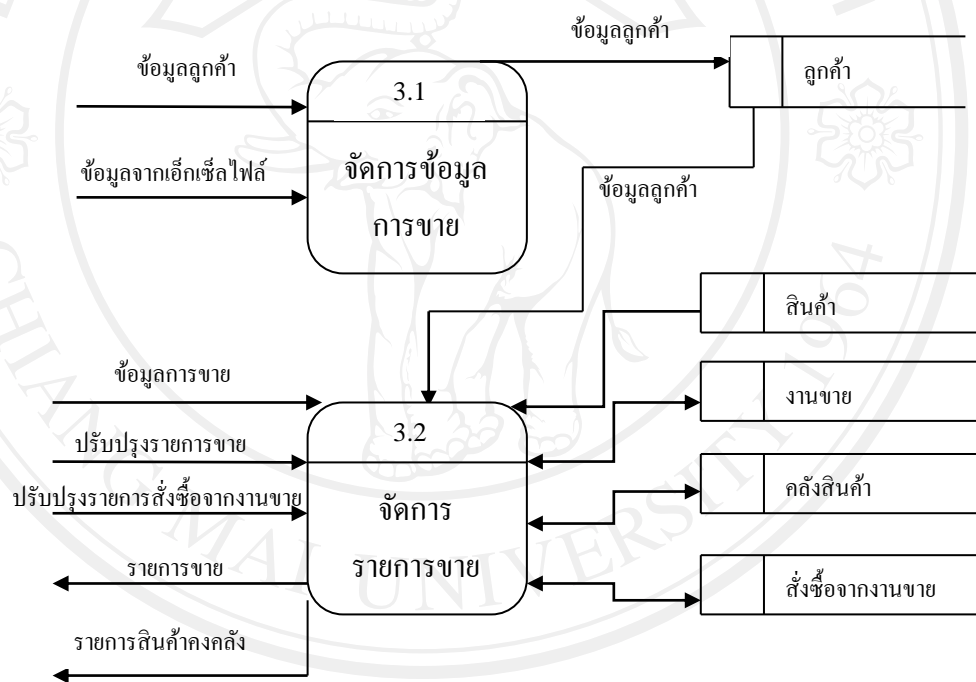 ข้อมูลลูกค้า
ข้อมูลลูกค้า
3.1
ลูกค้า
ข้อมูลจากเอ็กเซ็ลไฟล์
จัดการข้อมูล
การขาย
ข้อมูลลูกค้า
สินค้า
ข้อมูลการขาย
งานขาย
3.2
ปรับปรุงรายการขาย
ปรับปรุงรายการสั่งซื้อจากงานขาย
จัดการ
รายการขาย
คลังสินค้า
รายการขาย
สั่งซื้อจากงานขาย
รายการสินค้าคงคลัง
CHIANG MAI UNIVERSITY 1964